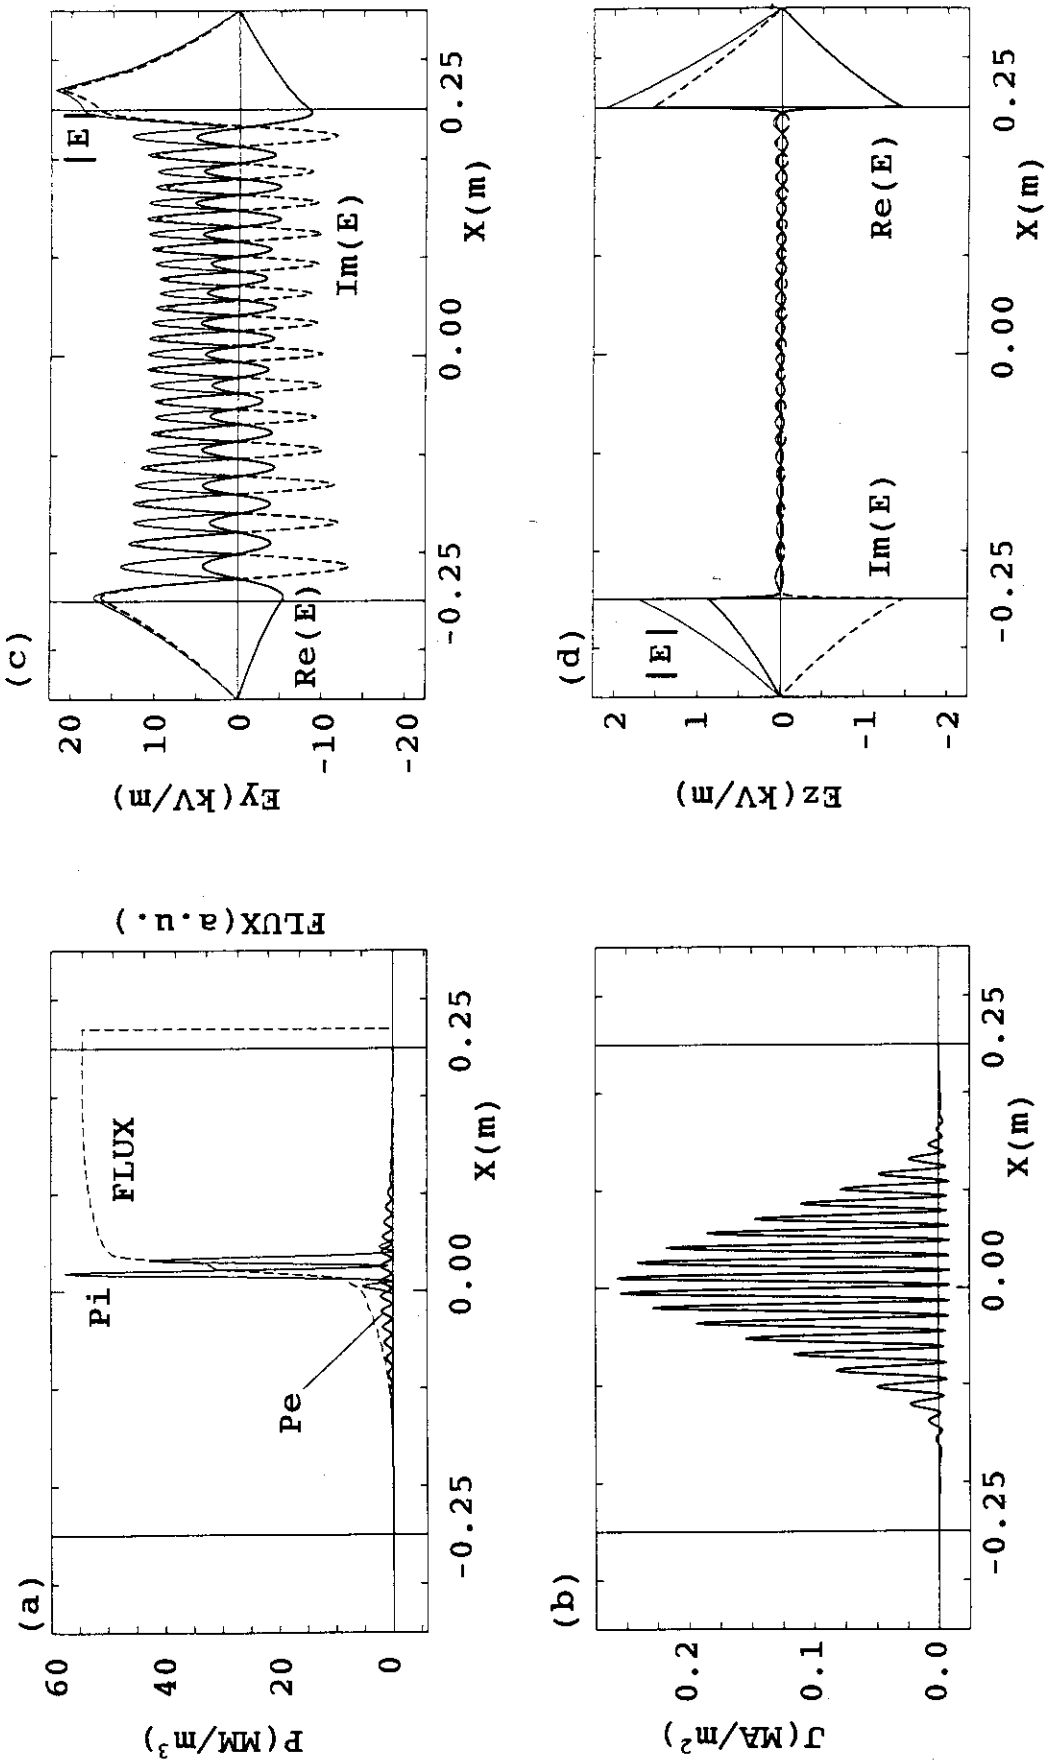 (a)
P(MM/m³)
60
40
20
0
Pi
Pe
FLUX
FLUX(a.u.)
-0.25
0.00
0.25
X(m)
(b)
J(MA/m²)
0.2
0.1
0.0
-0.25
0.00
0.25
X(m)
(c)
Ey(kV/m)
20
10
0
-10
-20
|E|
Re(E)
Im(E)
-0.25
0.00
0.25
X(m)
(d)
Ez(kV/m)
2
1
0
-1
-2
|E|
Im(E)
Re(E)
-0.25
0.00
0.25
X(m)